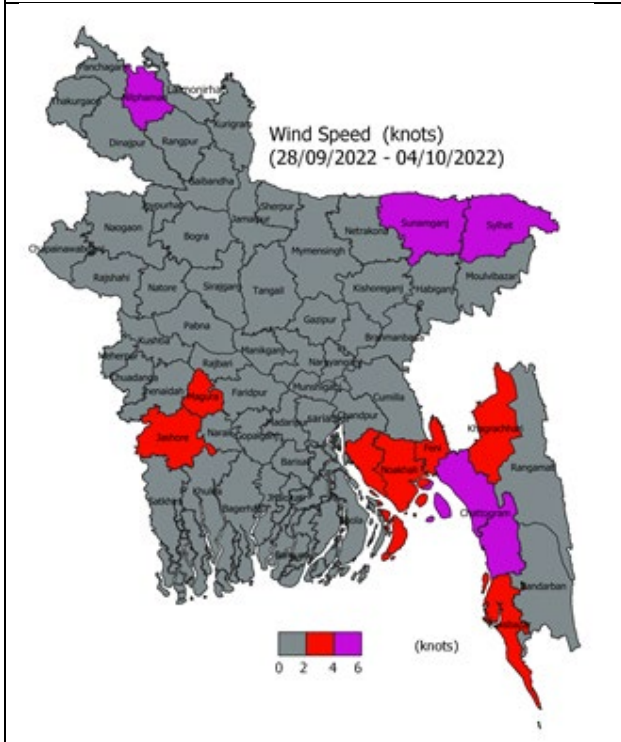 Panchagarh
Lalmonirhat
Thakurgaon
Nilphamari
Kurigram
Dinajpur
Rangpur
Wind Speed (knots)
(28/09/2022 - 04/10/2022)
Gaibandha
Sherpur
Joypurhat
Jamalpur
Naogaon
Netrakona
Sunamganj
Sylhet
Bogra
Mymensingh
Chapainawabganj
Moulvibazar
Rajshahi
Natore
Sirajganj
Tangail
Kishoreganj
Habiganj
Gazipur
Pabna
Brahmanbaria
Kushtia
Manikganj
Meherpur
Rajbari
Narayanganj
Chuadanga
Jhenaidah
Magura
Faridpur
Munshiganj
Cumilla
Madaripur
Shariatpur
Chandpur
Khagrachhari
Jashore
Narail
Gopalganj
Feni
Noakhali
Rangamati
Barisal
Khulna
Satkhira
Bagerhat
Jhalokati
Bhola
Chattogram
Bandarban
(knots)
0 2 4 6